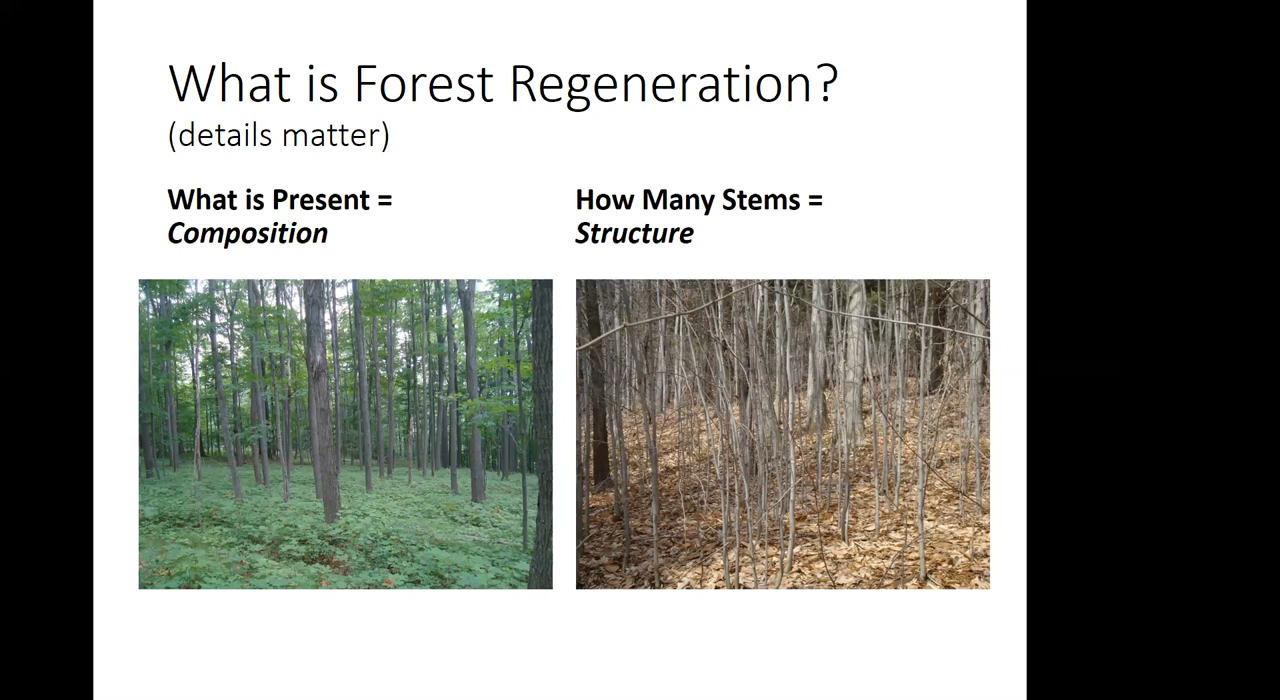 What is Forest Regeneration?
(details matter)
What is Present =
Composition
How Many Stems =
Structure